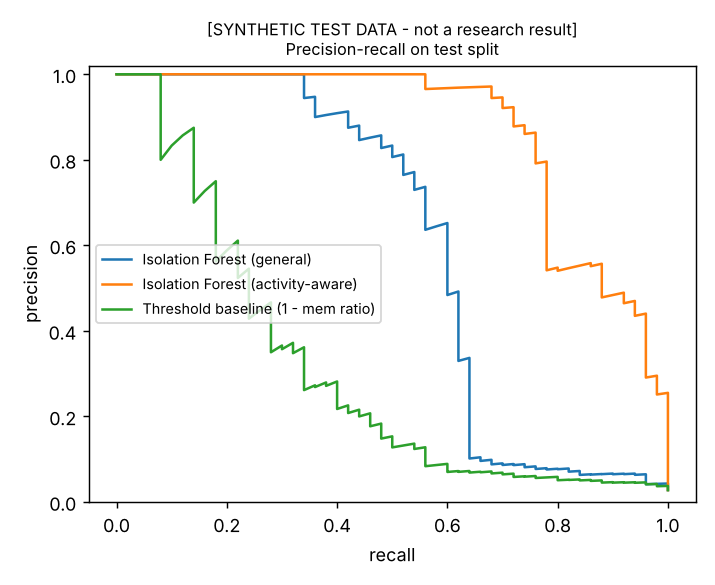 [SYNTHETIC TEST DATA - not a research result]
Precision-recall on test split
1.0
0.8
0.6
0.4
0.2
0.0
precision
Isolation Forest (general)
Isolation Forest (activity-aware)
Threshold baseline (1 - mem ratio)
0.0 0.2 0.4 0.6 0.8 1.0
recall